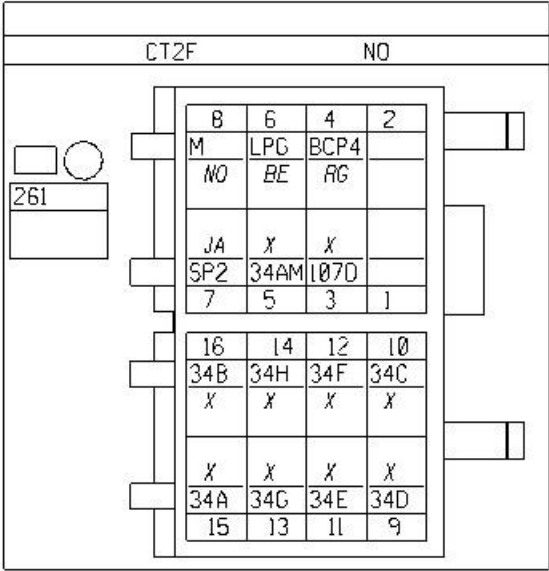 CT2F NO
8 6 4 2
M LPG BCP4
NO BE RG
261
JA X X
SP2 34AM 107D
7 5 3 1
16 14 12 10
34B 34H 34F 34C
X X X X
X X X X
34A 34G 34E 34D
15 13 11 9